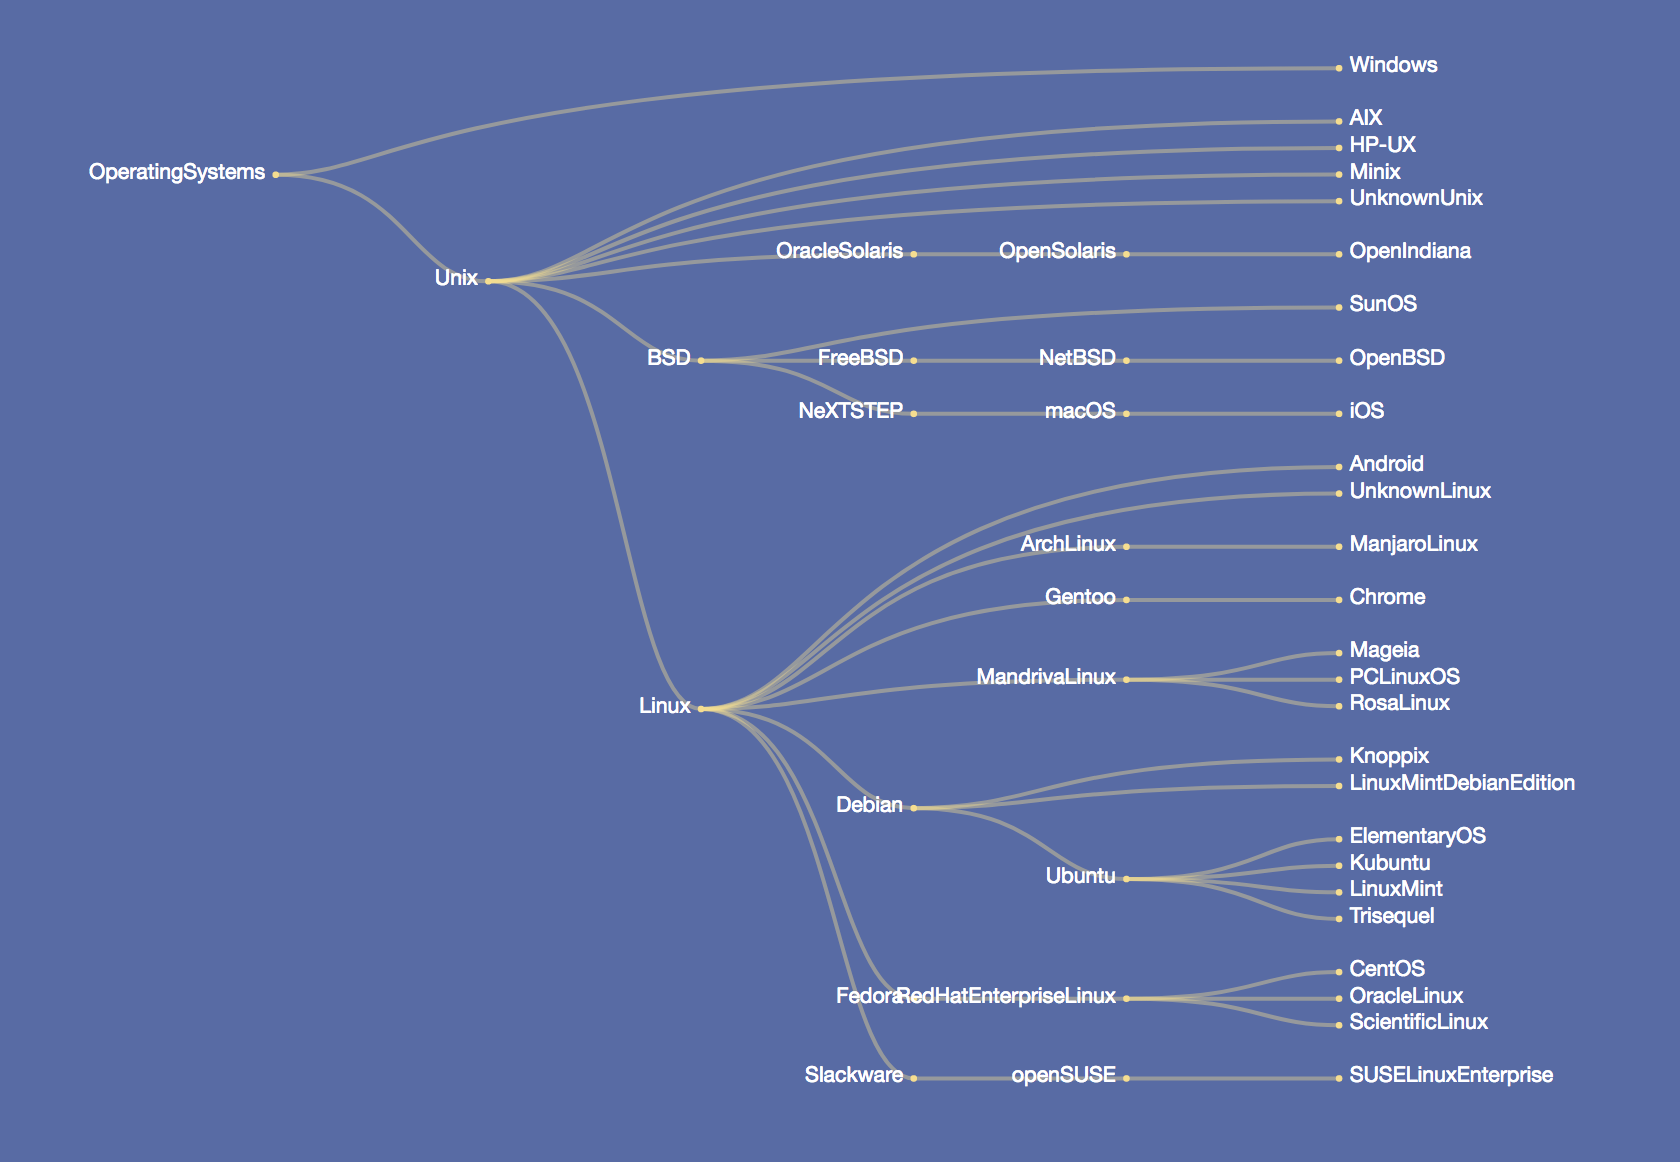 Windows
AIX
HP-UX
OperatingSystems
Minix
UnknownUnix
OracleSolaris
OpenSolaris
OpenIndiana
Unix
SunOS
BSD
FreeBSD
NetBSD
OpenBSD
NeXTSTEP
macOS
iOS
Android
UnknownLinux
ArchLinux
ManjaroLinux
Gentoo
Chrome
Mageia
MandrivaLinux
PCLinuxOS
Linux
RosaLinux
Knoppix
LinuxMintDebianEdition
Debian
ElementaryOS
Kubuntu
Ubuntu
LinuxMint
Trisequel
CentOS
Fedora
RedHatEnterpriseLinux
OracleLinux
ScientificLinux
Slackware
openSUSE
SUSELinuxEnterprise